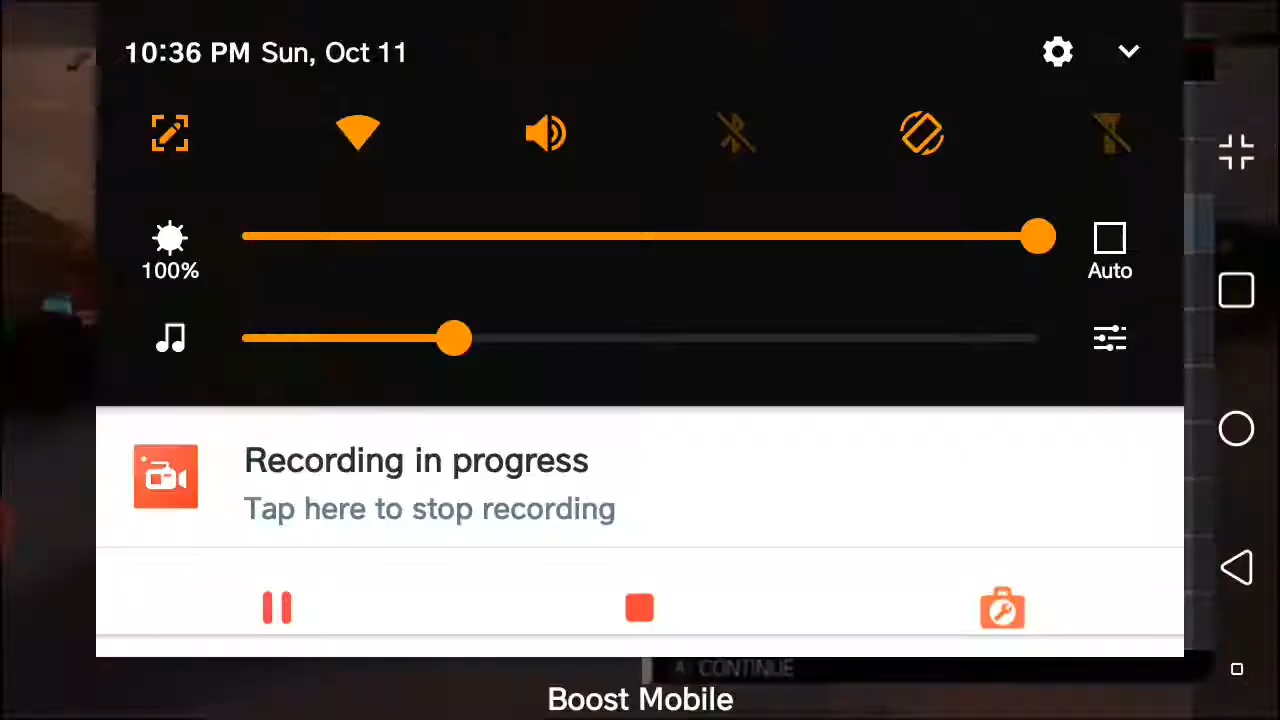 10:36 PM Sun, Oct 11
100%
Auto
Recording in progress
Tap here to stop recording
A CONTINUE
Boost Mobile